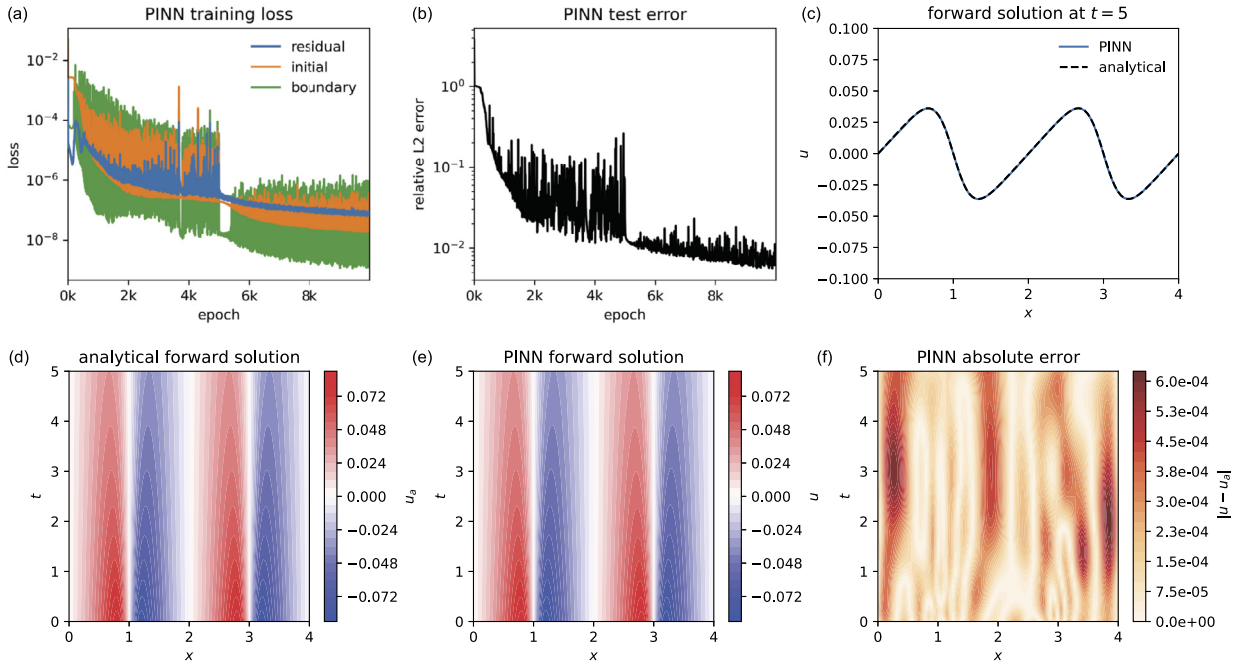 (a) PINN training loss
residual
initial
boundary
10⁻²
10⁻⁴
10⁻⁶
10⁻⁸
loss
0k 2k 4k 6k 8k
epoch
(b) PINN test error
10⁰
10⁻¹
10⁻²
relative L2 error
0k 2k 4k 6k 8k
epoch
(c) forward solution at t = 5
PINN
analytical
0.100
0.075
0.050
0.025
0.000
−0.025
−0.050
−0.075
−0.100
u
0 1 2 3 4
x
(d) analytical forward solution
5
4
3
2
1
0
t
0 1 2 3 4
x
0.072
0.048
0.024
0.000
−0.024
−0.048
−0.072
uₐ
(e) PINN forward solution
5
4
3
2
1
0
t
0 1 2 3 4
x
0.072
0.048
0.024
0.000
−0.024
−0.048
−0.072
u
(f) PINN absolute error
5
4
3
2
1
0
t
0 1 2 3 4
x
6.0e-04
5.3e-04
4.5e-04
3.8e-04
3.0e-04
2.3e-04
1.5e-04
7.5e-05
0.0e+00
|u − uₐ|